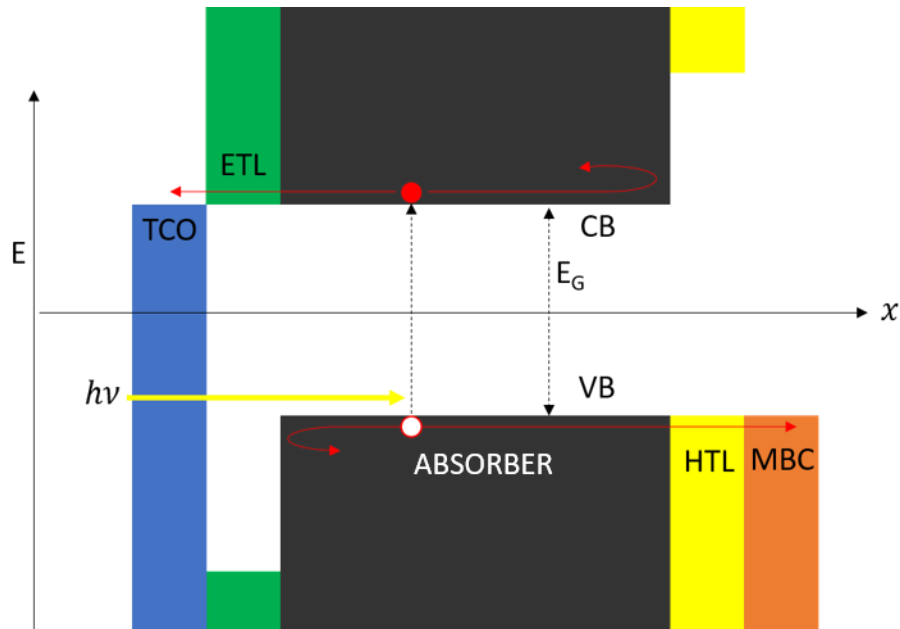 ETL
TCO
CB
E
E_G
x
hν
VB
ABSORBER
HTL
MBC